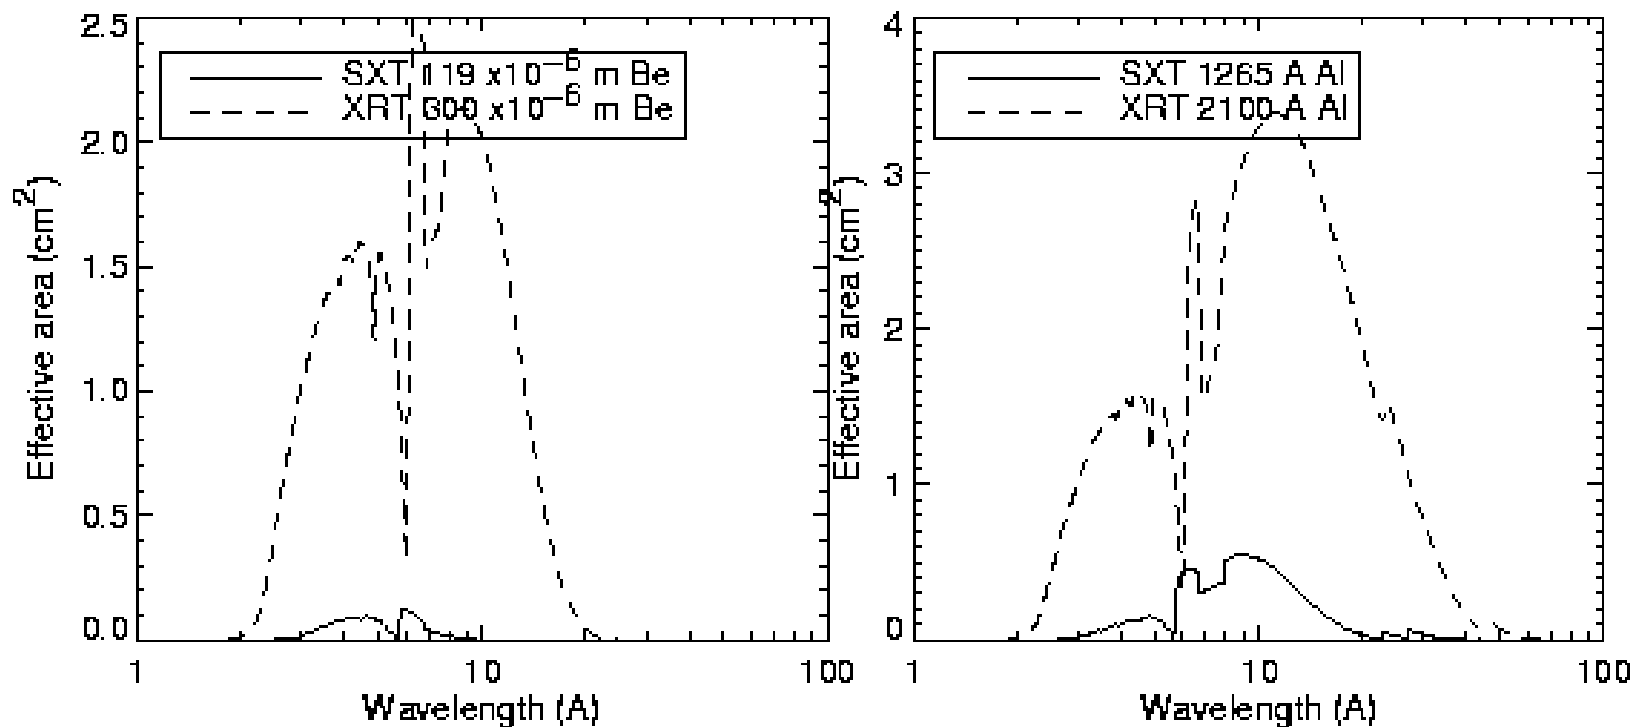 2.5
2.0
1.5
1.0
0.5
0.0
Effective area (cm²)
SXT 119 x10⁻⁶ m Be
XRT 300 x10⁻⁶ m Be
1 10 100
Wavelength (A)
4
3
2
1
0
Effective area (cm²)
SXT 1265 A Al
XRT 2100 A Al
1 10 100
Wavelength (A)